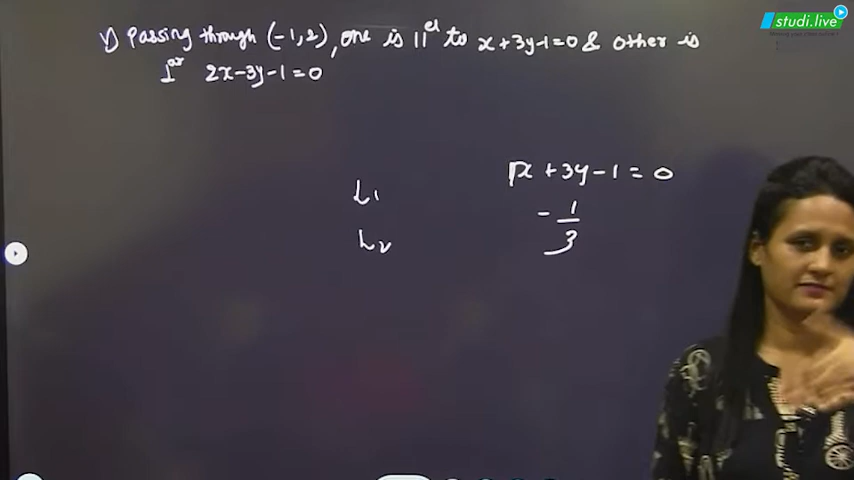 studi.live
v) Passing through (-1,2), one is 11el to x+3y-1=0 & other is
⊥ar 2x-3y-1=0
x+3y-1=0
L1
- 1/3
L2